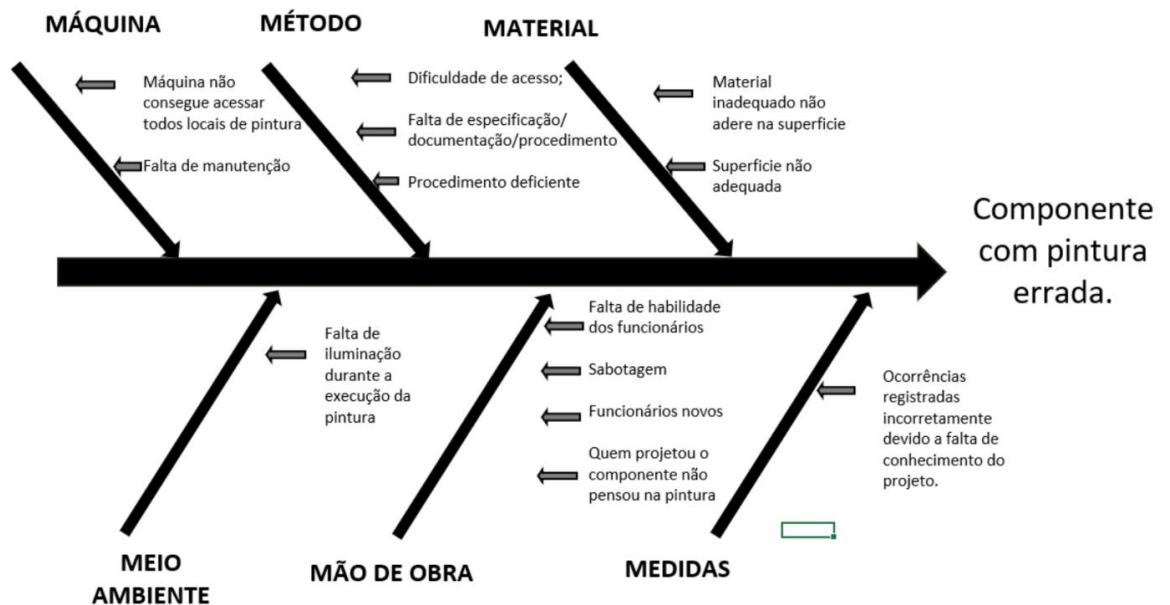 MÁQUINA
Máquina não
consegue acessar
todos locais de pintura
Falta de manutenção
MÉTODO
Dificuldade de acesso;
Falta de especificação/
documentação/procedimento
Procedimento deficiente
MATERIAL
Material
inadequado não
adere na superficie
Superficie não
adequada
Componente
com pintura
errada.
Falta de
iluminação
durante a
execução da
pintura
MEIO
AMBIENTE
Falta de habilidade
dos funcionários
Sabotagem
Funcionários novos
Quem projetou o
componente não
pensou na pintura
MÃO DE OBRA
Ocorrências
registradas
incorretamente
devido a falta de
conhecimento do
projeto.
MEDIDAS